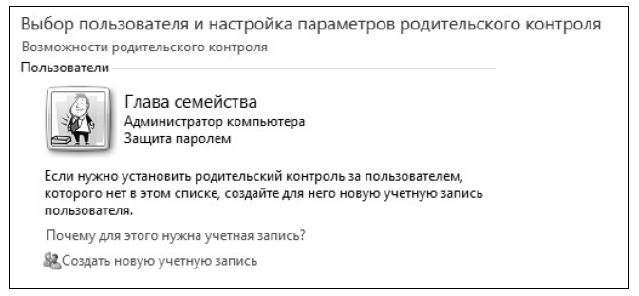 Выбор пользователя и настройка параметров родительского контроля
Возможности родительского контроля
Пользователи
Глава семейства
Администратор компьютера
Защита паролем
Если нужно установить родительский контроль за пользователем,
которого нет в этом списке, создайте для него новую учетную запись
пользователя.
Почему для этого нужна учетная запись?
Создать новую учетную запись